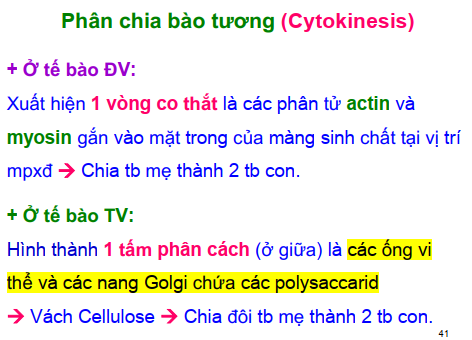 Phân chia bào tương (Cytokinesis)
+ Ở tế bào ĐV:
Xuất hiện 1 vòng co thắt là các phân tử actin và
myosin gắn vào mặt trong của màng sinh chất tại vị trí
mpxđ → Chia tb mẹ thành 2 tb con.
+ Ở tế bào TV:
Hình thành 1 tấm phân cách (ở giữa) là các ống vi
thể và các nang Golgi chứa các polysaccarid
→ Vách Cellulose → Chia đôi tb mẹ thành 2 tb con.
41